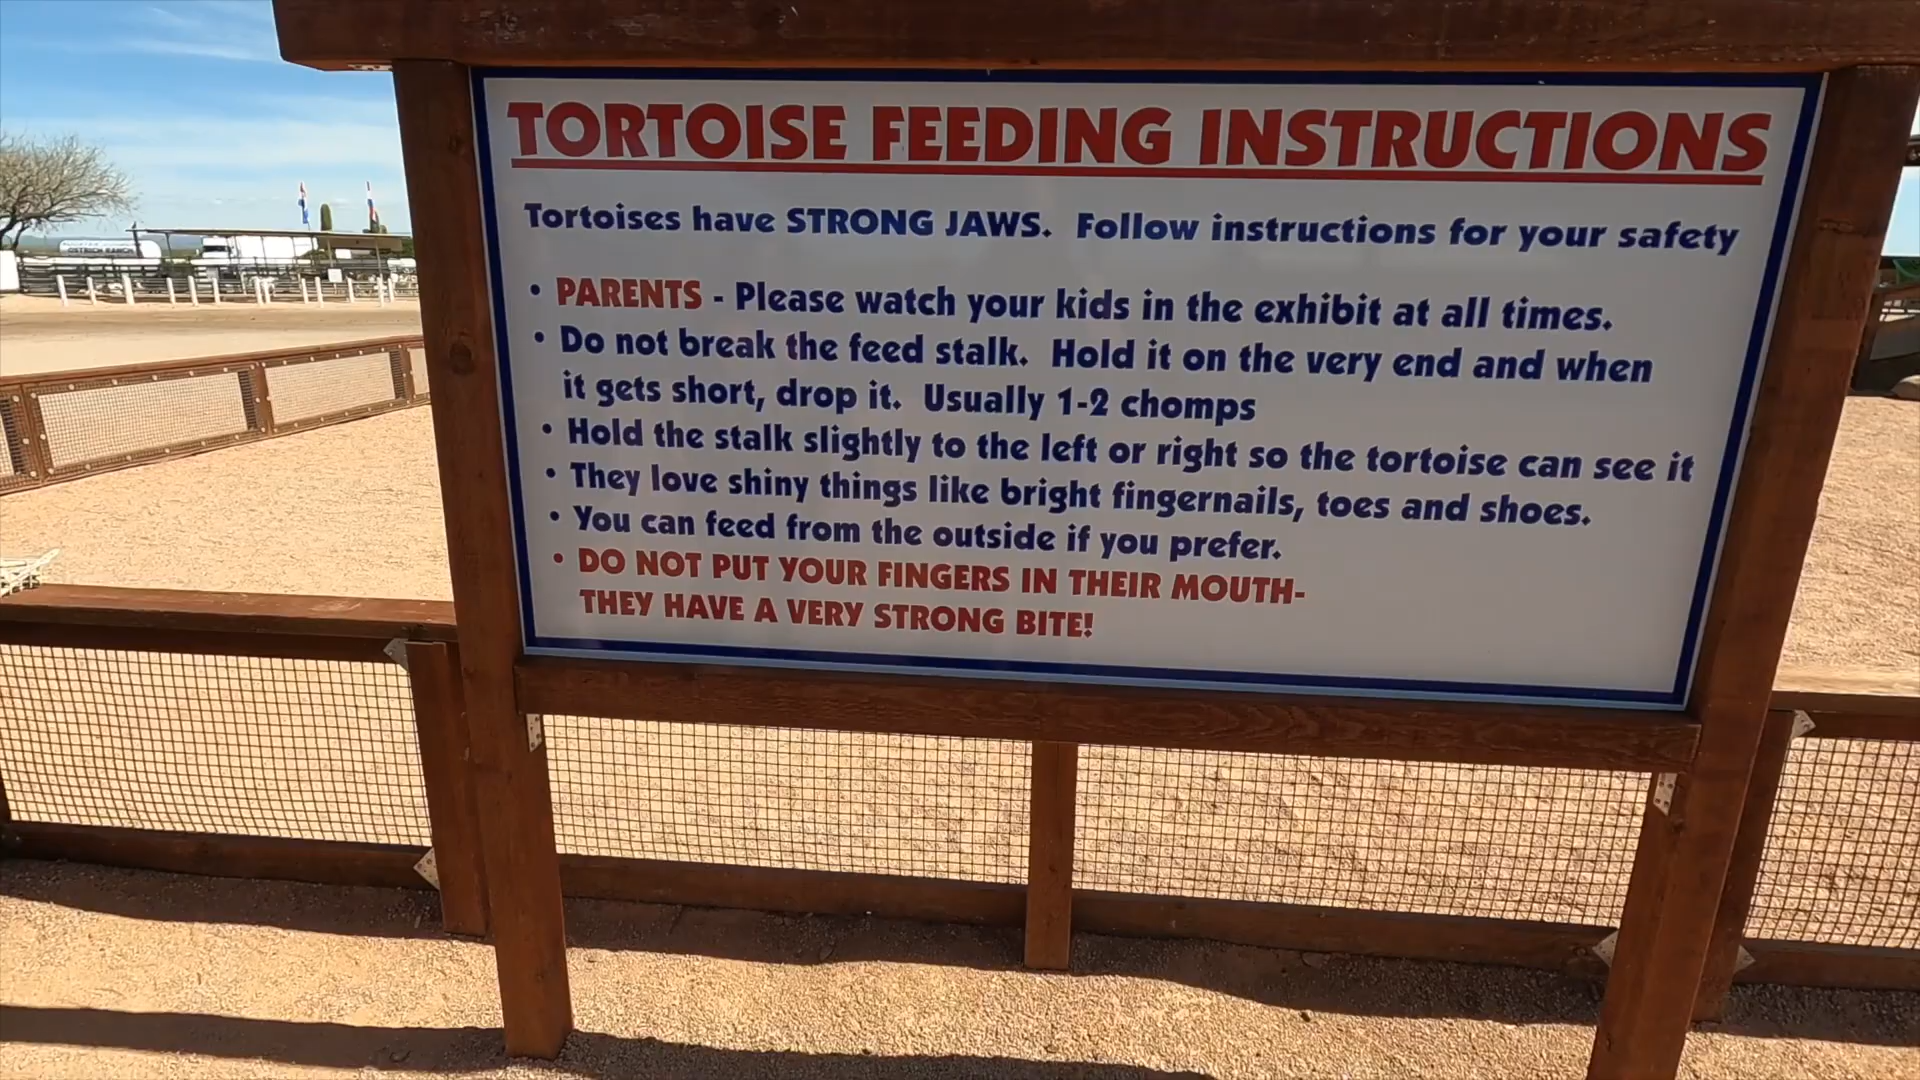 TORTOISE FEEDING INSTRUCTIONS
Tortoises have STRONG JAWS. Follow instructions for your safety
• PARENTS - Please watch your kids in the exhibit at all times.
• Do not break the feed stalk. Hold it on the very end and when
it gets short, drop it. Usually 1-2 chomps
• Hold the stalk slightly to the left or right so the tortoise can see it
• They love shiny things like bright fingernails, toes and shoes.
• You can feed from the outside if you prefer.
• DO NOT PUT YOUR FINGERS IN THEIR MOUTH-
THEY HAVE A VERY STRONG BITE!
OSTRICH RANCH